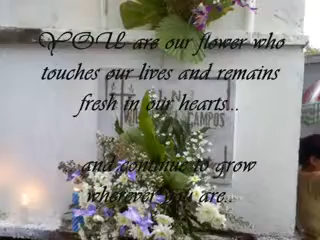 YOU are our flower who
touches our lives and remains
fresh in our hearts...
CAMPOS
...and continue to grow
wherever you are...